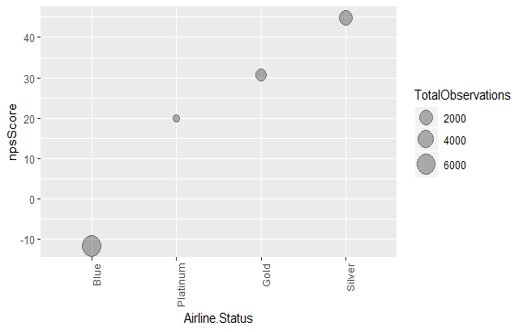 40
30
20
10
0
-10
npsScore
Blue
Platinum
Gold
Silver
Airline.Status
TotalObservations
2000
4000
6000